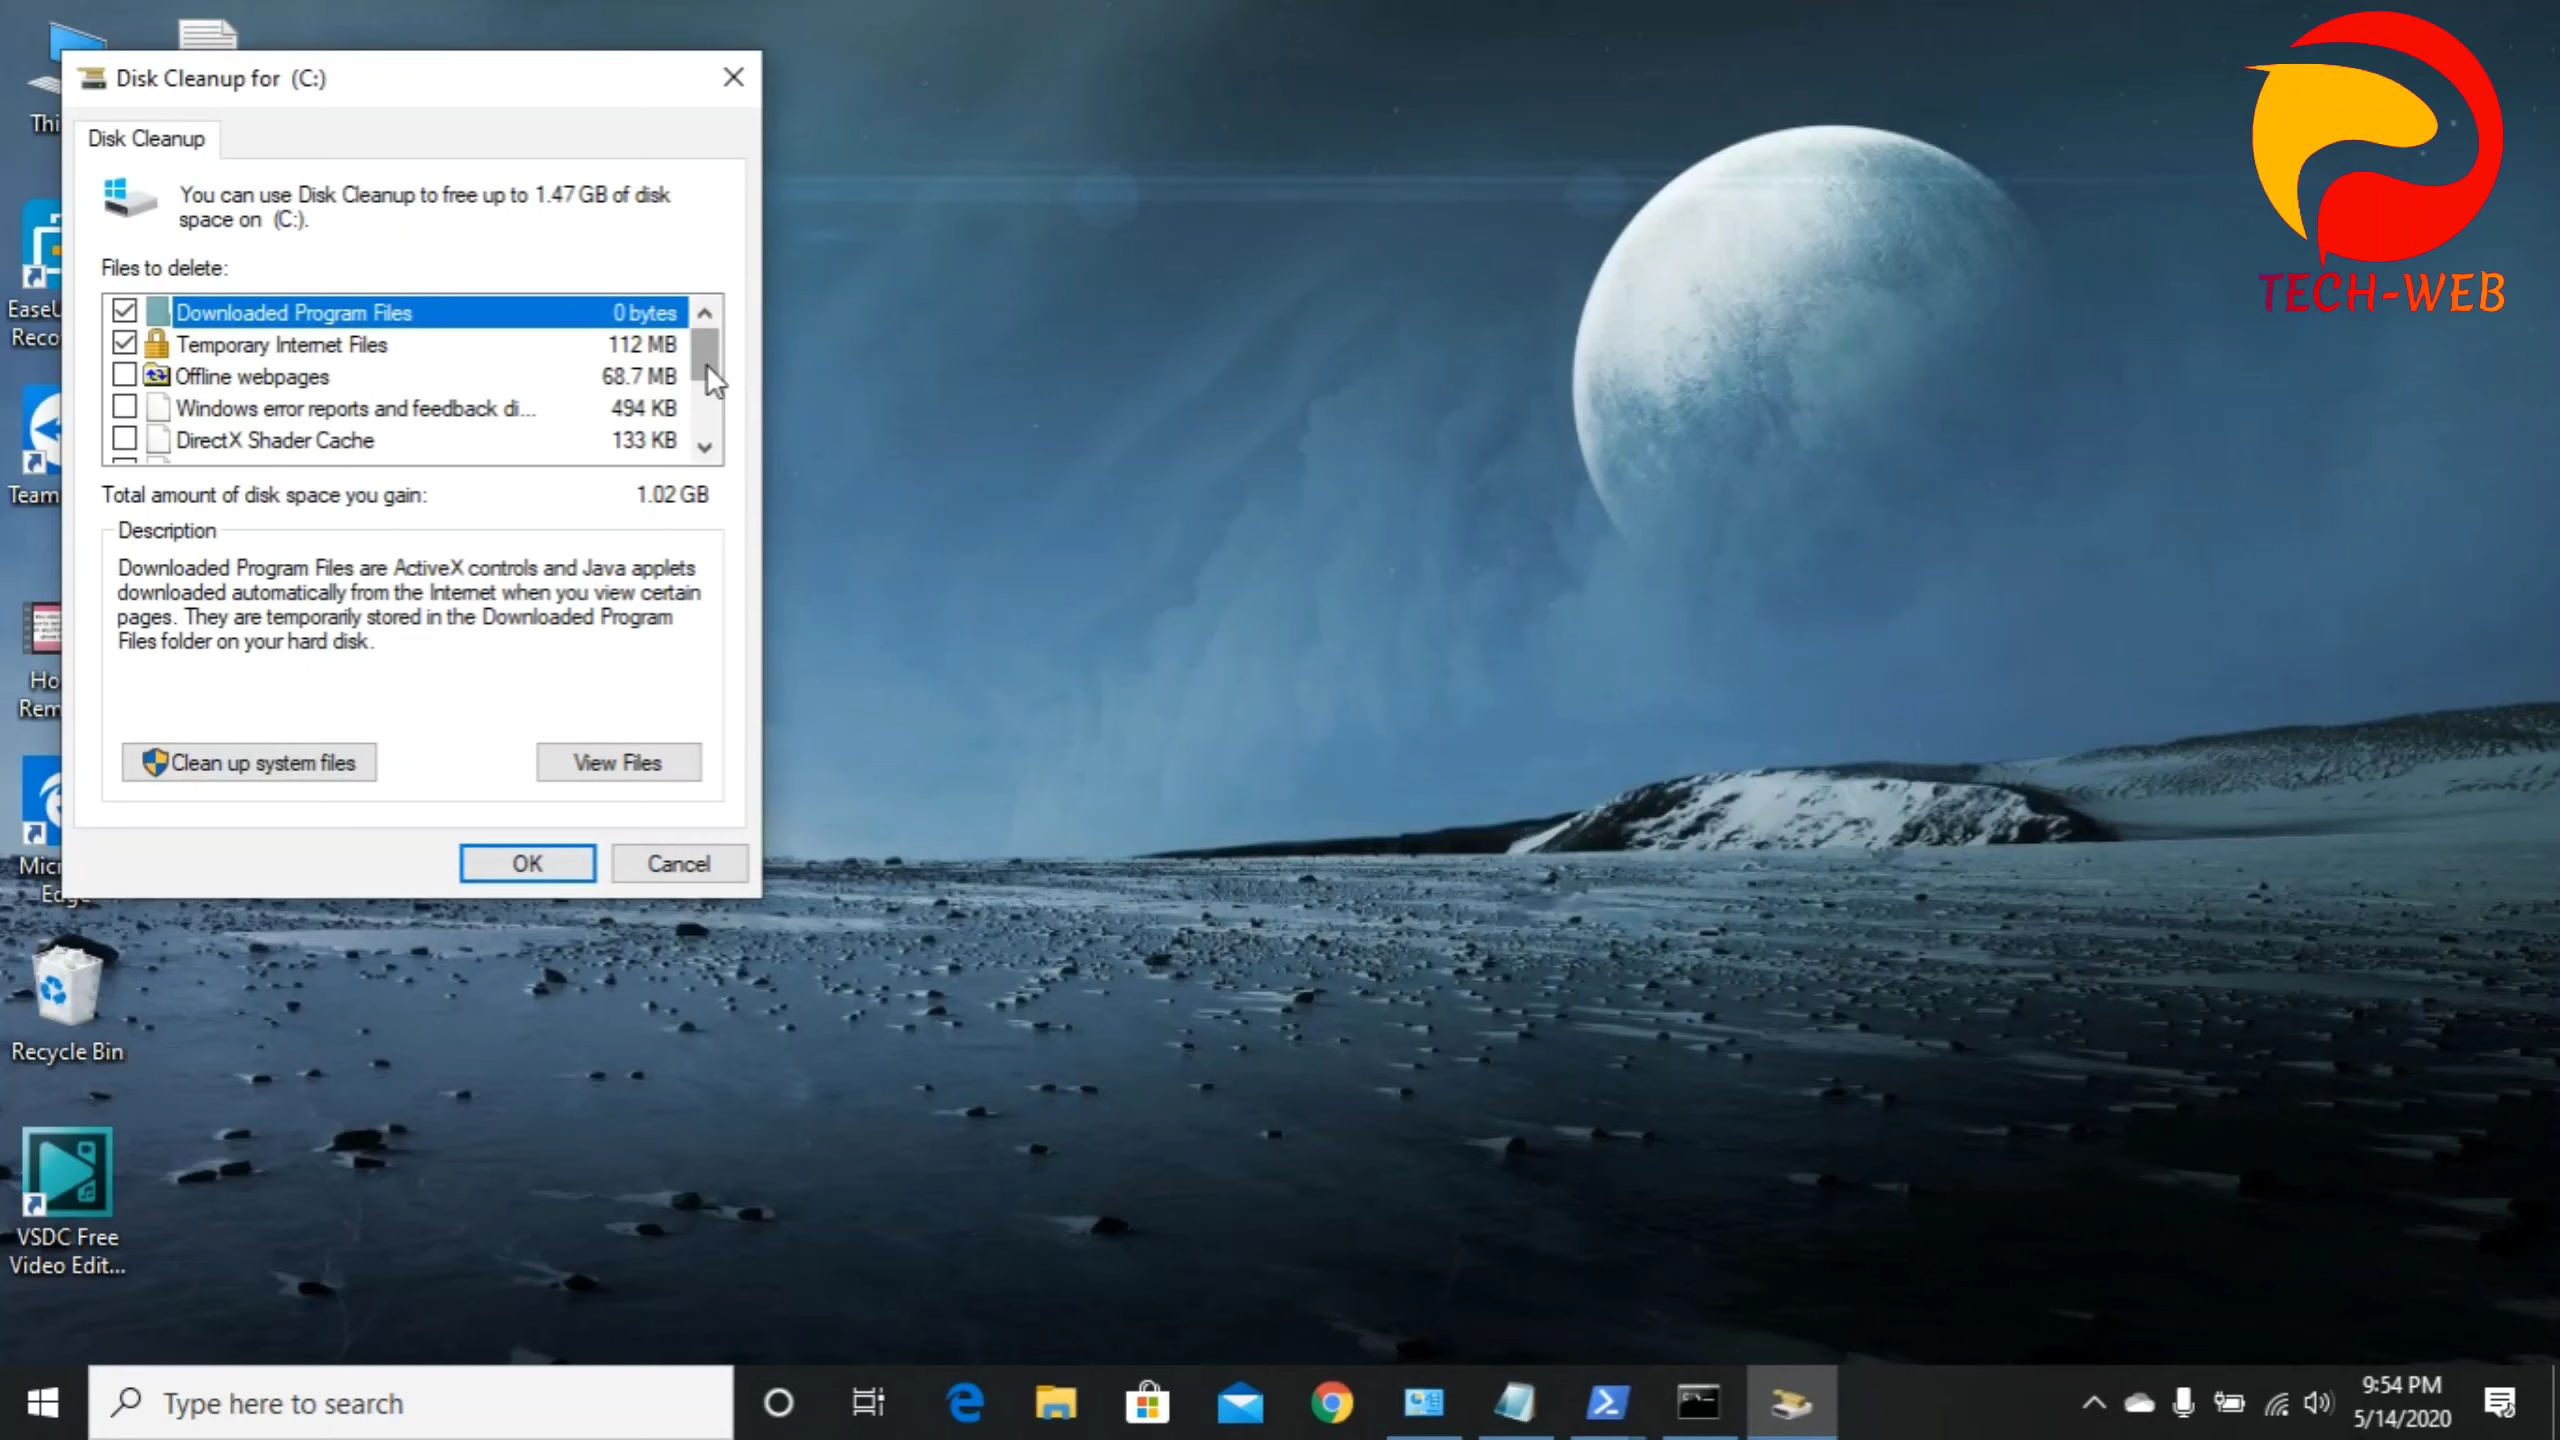 Disk Cleanup for (C:)
Disk Cleanup
You can use Disk Cleanup to free up to 1.47 GB of disk
space on (C:).
Files to delete:
Downloaded Program Files 0 bytes
Temporary Internet Files 112 MB
Offline webpages 68.7 MB
Windows error reports and feedback di... 494 KB
DirectX Shader Cache 133 KB
Total amount of disk space you gain: 1.02 GB
Description
Downloaded Program Files are ActiveX controls and Java applets
downloaded automatically from the Internet when you view certain
pages. They are temporarily stored in the Downloaded Program
Files folder on your hard disk.
Clean up system files
View Files
OK
Cancel
TECH-WEB
Thi
EaseU
Reco
Team
Ho
Rem
Micr
Edge
Recycle Bin
VSDC Free
Video Edit...
Type here to search
9:54 PM
5/14/2020